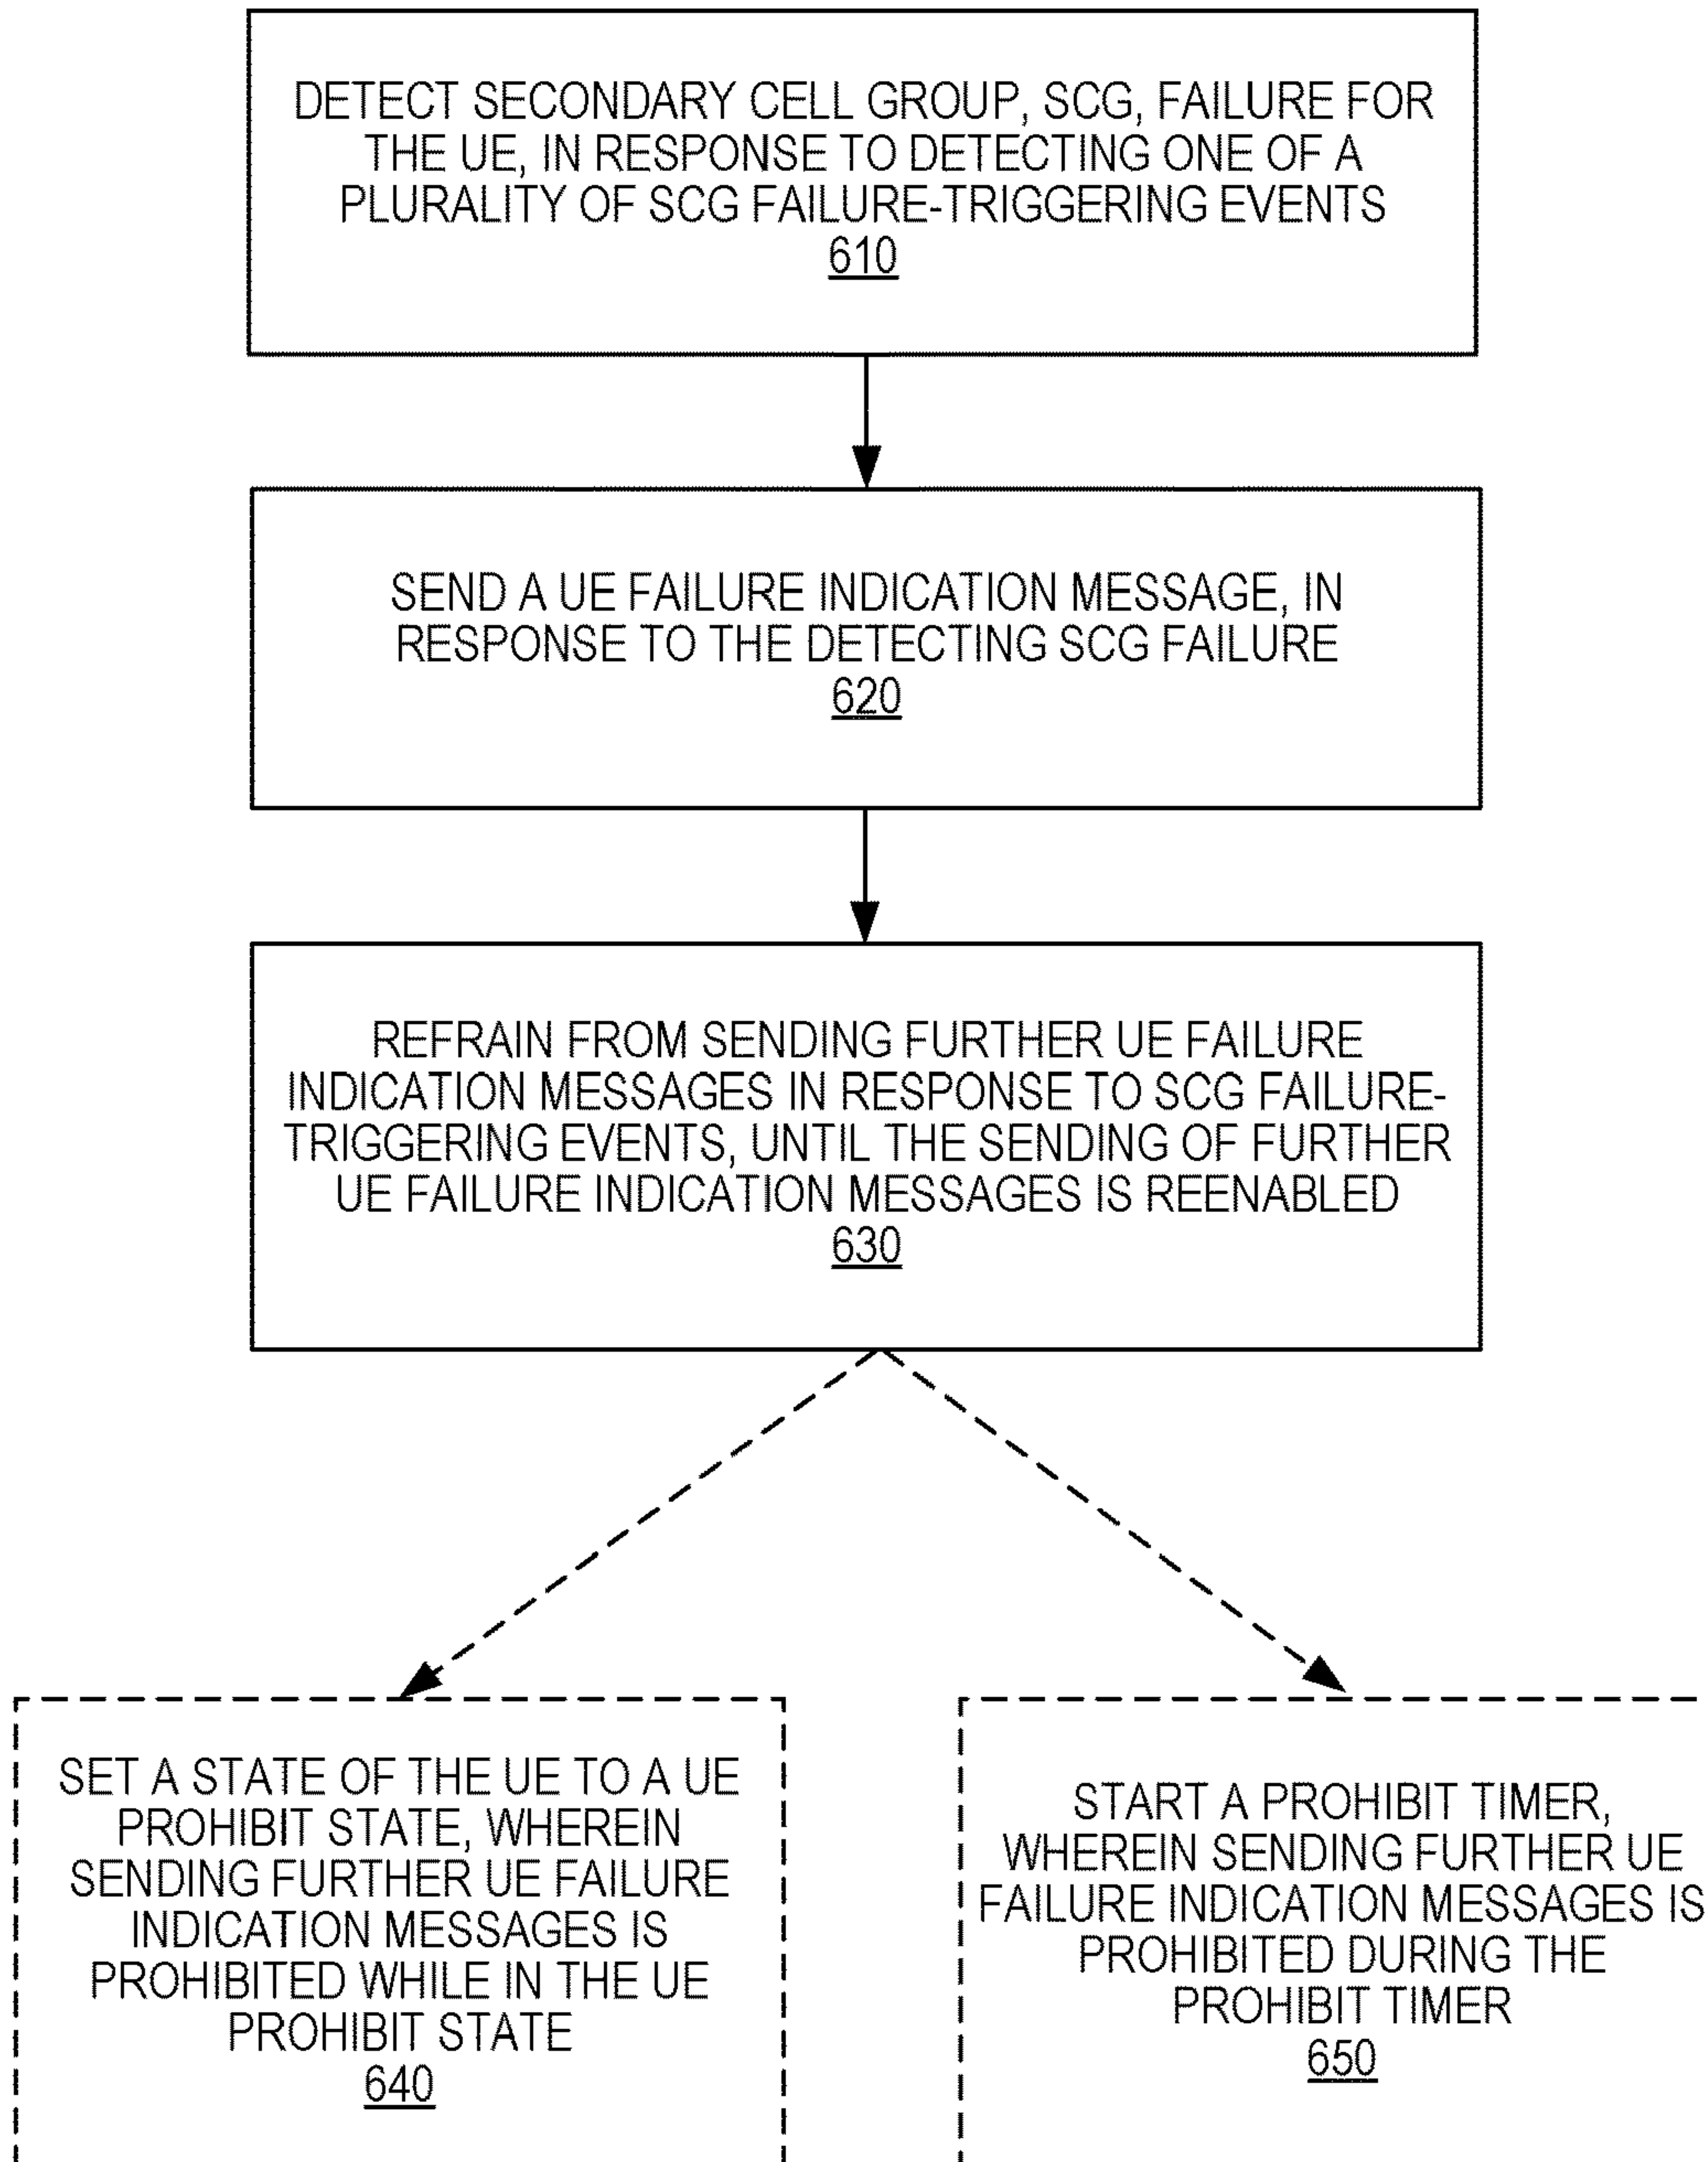 DETECT SECONDARY CELL GROUP, SCG, FAILURE FOR
THE UE, IN RESPONSE TO DETECTING ONE OF A
PLURALITY OF SCG FAILURE-TRIGGERING EVENTS
610
SEND A UE FAILURE INDICATION MESSAGE, IN
RESPONSE TO THE DETECTING SCG FAILURE
620
REFRAIN FROM SENDING FURTHER UE FAILURE
INDICATION MESSAGES IN RESPONSE TO SCG FAILURE-
TRIGGERING EVENTS, UNTIL THE SENDING OF FURTHER
UE FAILURE INDICATION MESSAGES IS REENABLED
630
SET A STATE OF THE UE TO A UE
PROHIBIT STATE, WHEREIN
SENDING FURTHER UE FAILURE
INDICATION MESSAGES IS
PROHIBITED WHILE IN THE UE
PROHIBIT STATE
640
START A PROHIBIT TIMER,
WHEREIN SENDING FURTHER UE
FAILURE INDICATION MESSAGES IS
PROHIBITED DURING THE
PROHIBIT TIMER
650